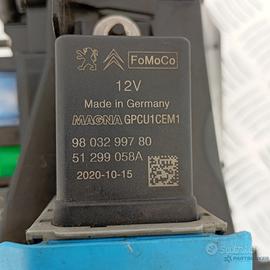 FoMoCo
12V
Made in Germany
MAGNA GPCU1CEM1
98 032 997 80
51 299 058A
2020-10-15